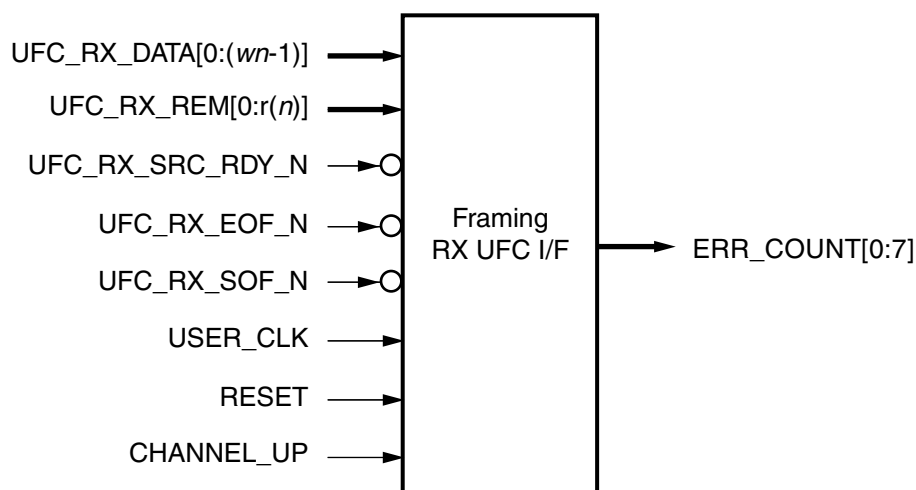 UFC_RX_DATA[0:(wn-1)]
UFC_RX_REM[0:r(n)]
UFC_RX_SRC_RDY_N
UFC_RX_EOF_N
UFC_RX_SOF_N
USER_CLK
RESET
CHANNEL_UP
Framing
RX UFC I/F
ERR_COUNT[0:7]